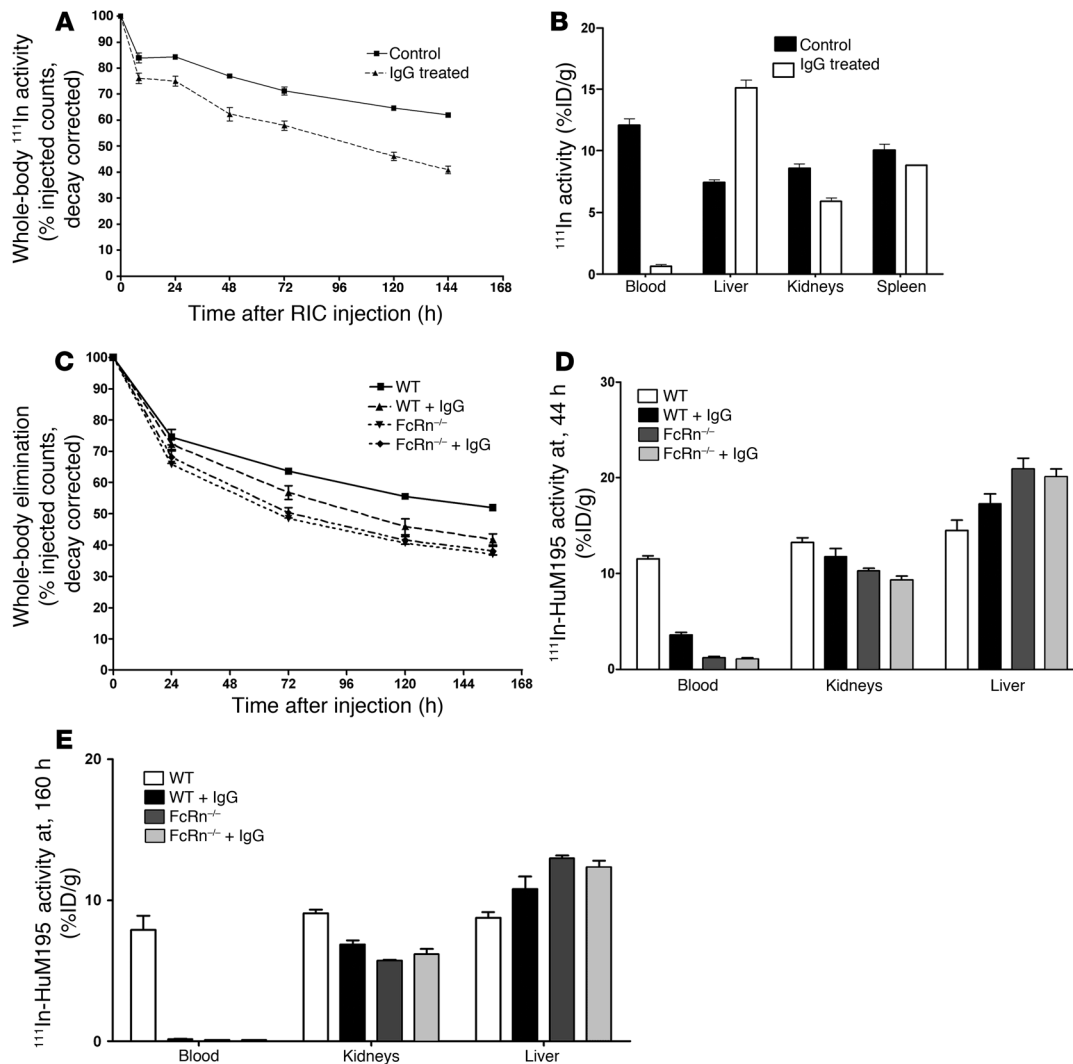 A
Whole-body ¹¹¹In activity
(% injected counts,
decay corrected)
100
90
80
70
60
50
40
30
20
10
0
Control
IgG treated
0 24 48 72 96 120 144 168
Time after RIC injection (h)
B
¹¹¹In activity (%ID/g)
20
15
10
5
0
Control
IgG treated
Blood Liver Kidneys Spleen
C
Whole-body elimination
(% injected counts,
decay corrected)
100
90
80
70
60
50
40
30
20
10
0
WT
WT + IgG
FcRn⁻/⁻
FcRn⁻/⁻ + IgG
0 24 48 72 96 120 144 168
Time after injection (h)
D
¹¹¹In-HuM195 activity at, 44 h
(%ID/g)
30
20
10
0
WT
WT + IgG
FcRn⁻/⁻
FcRn⁻/⁻ + IgG
Blood Kidneys Liver
E
¹¹¹In-HuM195 activity at, 160 h
(%ID/g)
20
10
0
WT
WT + IgG
FcRn⁻/⁻
FcRn⁻/⁻ + IgG
Blood Kidneys Liver